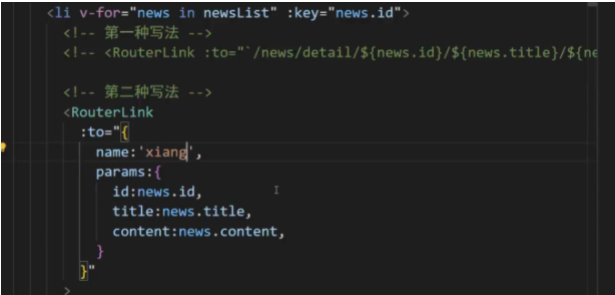 <li v-for="news in newsList" :key="news.id">
<!-- 第一种写法 -->
<!-- <RouterLink :to="`/news/detail/${news.id}/${news.title}/${ne
<!-- 第二种写法 -->
<RouterLink
:to="{
name:'xiang',
params:{
id:news.id,
title:news.title,
content:news.content,
}
}"
>